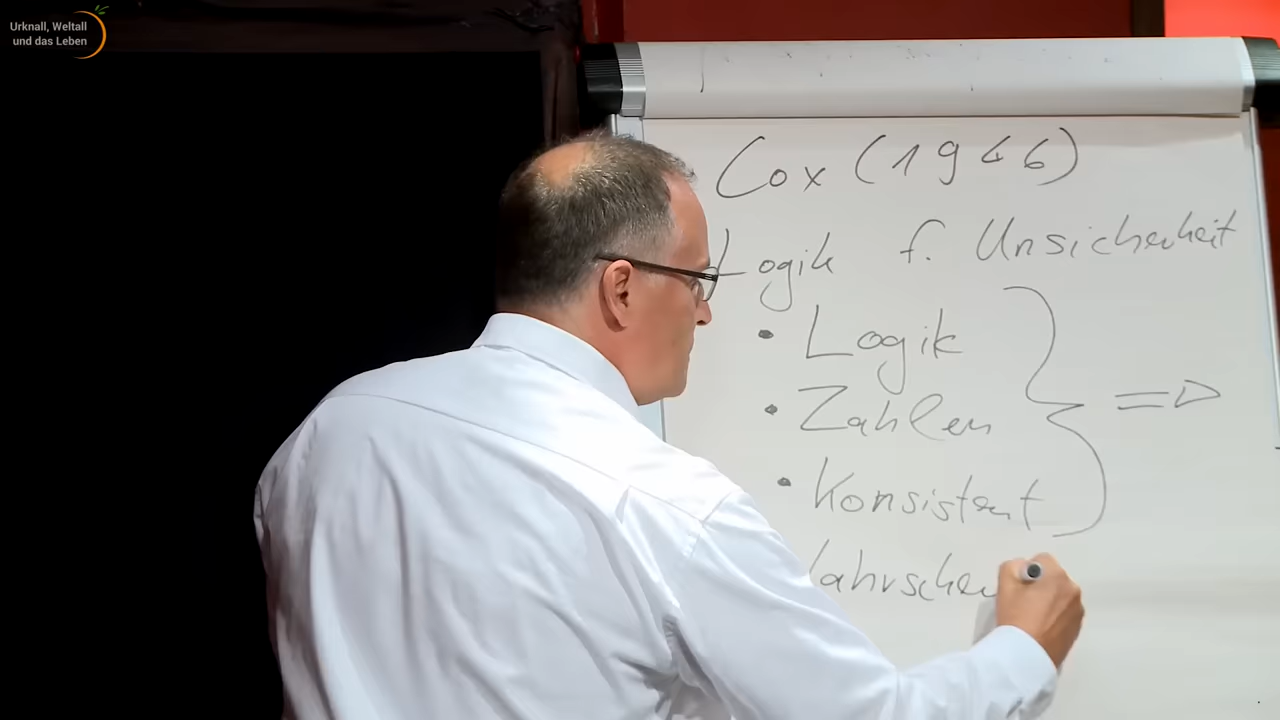 Urknall, Weltall
und das Leben
Cox (1946)
Logik f. Unsicherheit
• Logik
• Zahlen
• Konsistent
=>